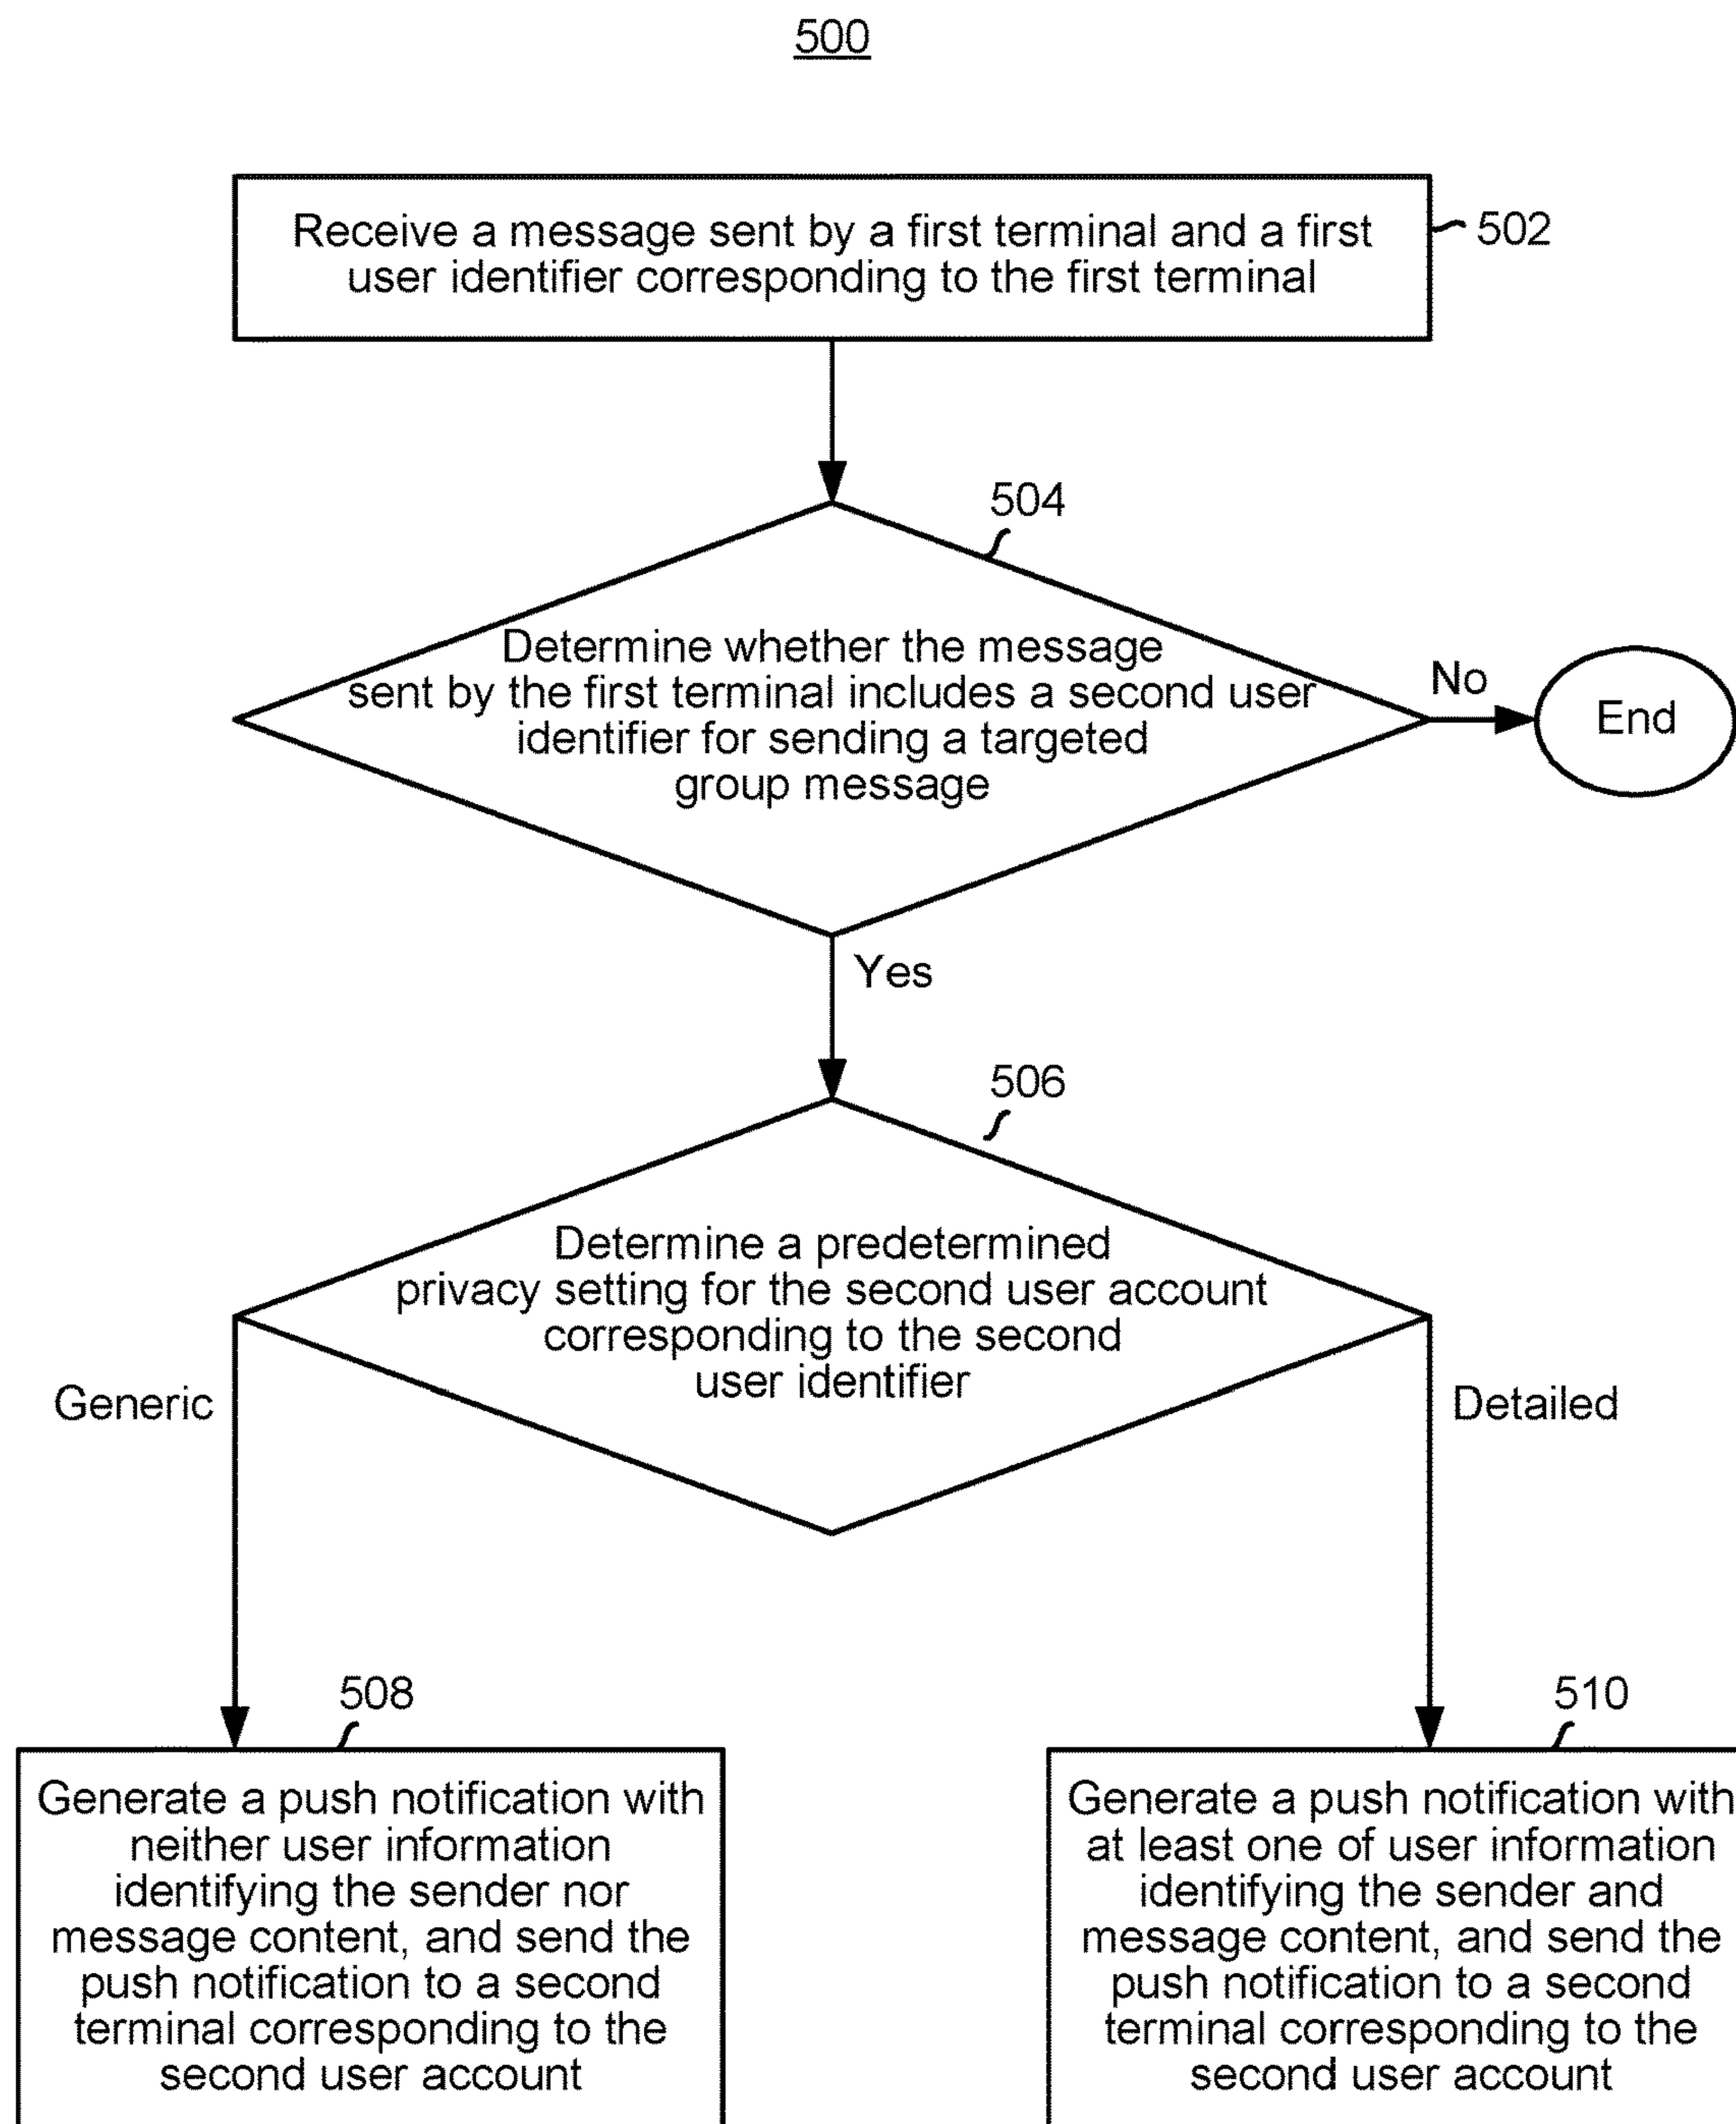 500
Receive a message sent by a first terminal and a first
user identifier corresponding to the first terminal
502
504
Determine whether the message
sent by the first terminal includes a second user
identifier for sending a targeted
group message
No
End
Yes
506
Determine a predetermined
privacy setting for the second user account
corresponding to the second
user identifier
Generic
Detailed
508
Generate a push notification with
neither user information
identifying the sender nor
message content, and send the
push notification to a second
terminal corresponding to the
second user account
510
Generate a push notification with
at least one of user information
identifying the sender and
message content, and send the
push notification to a second
terminal corresponding to the
second user account